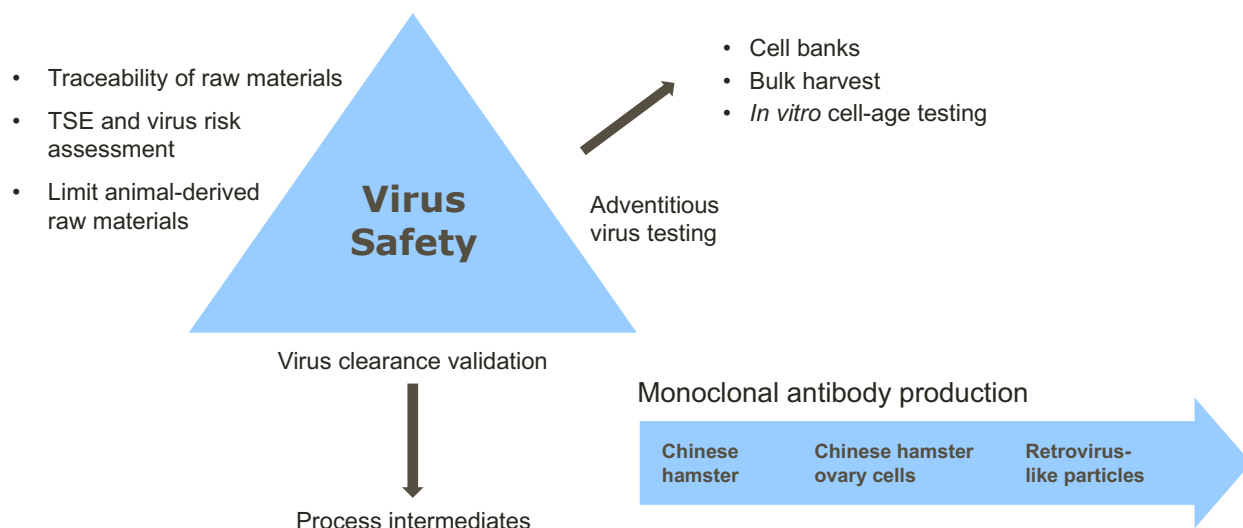 • Traceability of raw materials
• TSE and virus risk
assessment
• Limit animal-derived
raw materials
Virus
Safety
• Cell banks
• Bulk harvest
• In vitro cell-age testing
Adventitious
virus testing
Virus clearance validation
Process intermediates
Monoclonal antibody production
Chinese
hamster
Chinese hamster
ovary cells
Retrovirus-
like particles